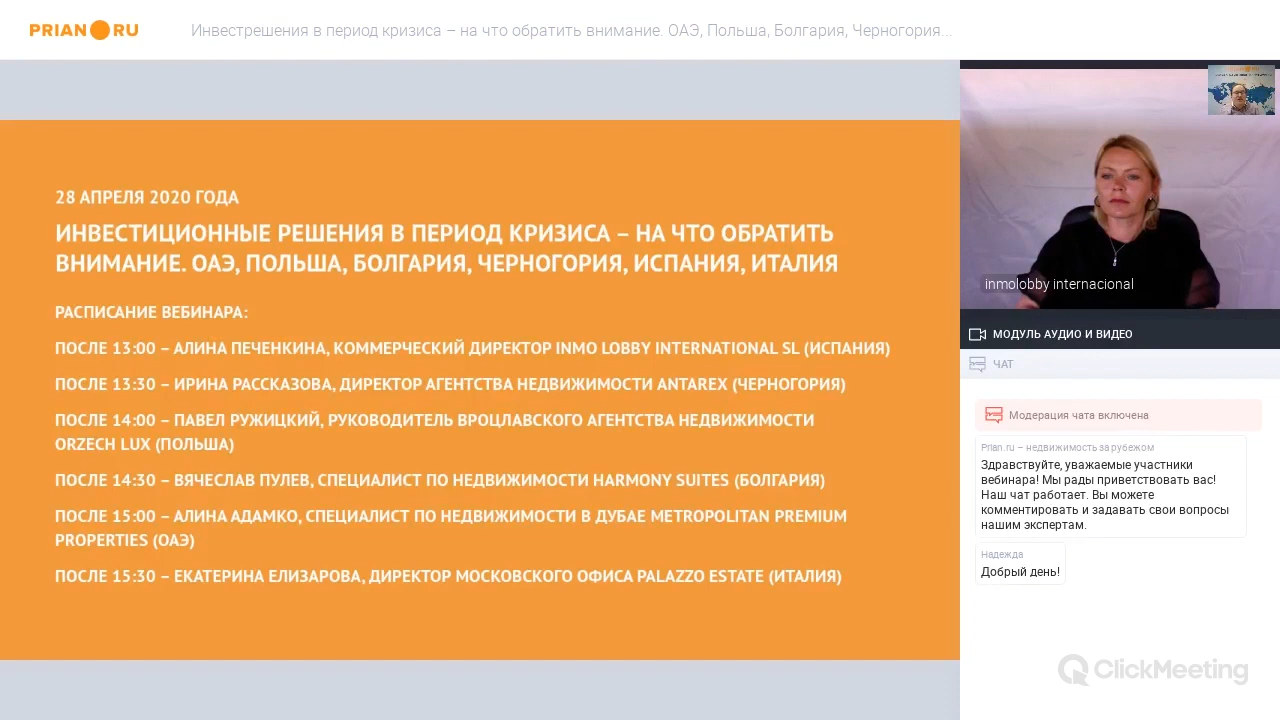 PRIAN RU
Инвестрешения в период кризиса – на что обратить внимание. ОАЭ, Польша, Болгария, Черногория...
28 АПРЕЛЯ 2020 ГОДА
ИНВЕСТИЦИОННЫЕ РЕШЕНИЯ В ПЕРИОД КРИЗИСА – НА ЧТО ОБРАТИТЬ
ВНИМАНИЕ. ОАЭ, ПОЛЬША, БОЛГАРИЯ, ЧЕРНОГОРИЯ, ИСПАНИЯ, ИТАЛИЯ
РАСПИСАНИЕ ВЕБИНАРА:
ПОСЛЕ 13:00 – АЛИНА ПЕЧЕНКИНА, КОММЕРЧЕСКИЙ ДИРЕКТОР INMO LOBBY INTERNATIONAL SL (ИСПАНИЯ)
ПОСЛЕ 13:30 – ИРИНА РАССКАЗОВА, ДИРЕКТОР АГЕНТСТВА НЕДВИЖИМОСТИ ANTAREX (ЧЕРНОГОРИЯ)
ПОСЛЕ 14:00 – ПАВЕЛ РУЖИЦКИЙ, РУКОВОДИТЕЛЬ ВРОЦЛАВСКОГО АГЕНТСТВА НЕДВИЖИМОСТИ
ORZECH LUX (ПОЛЬША)
ПОСЛЕ 14:30 – ВЯЧЕСЛАВ ПУЛЕВ, СПЕЦИАЛИСТ ПО НЕДВИЖИМОСТИ HARMONY SUITES (БОЛГАРИЯ)
ПОСЛЕ 15:00 – АЛИНА АДАМКО, СПЕЦИАЛИСТ ПО НЕДВИЖИМОСТИ В ДУБАЕ METROPOLITAN PREMIUM
PROPERTIES (ОАЭ)
ПОСЛЕ 15:30 – ЕКАТЕРИНА ЕЛИЗАРОВА, ДИРЕКТОР МОСКОВСКОГО ОФИСА PALAZZO ESTATE (ИТАЛИЯ)
inmolobby internacional
МОДУЛЬ АУДИО И ВИДЕО
ЧАТ
Модерация чата включена
Prian.ru – недвижимость за рубежом
Здравствуйте, уважаемые участники
вебинара! Мы рады приветствовать вас!
Наш чат работает. Вы можете
комментировать и задавать свои вопросы
нашим экспертам.
Надежда
Добрый день!
ClickMeeting